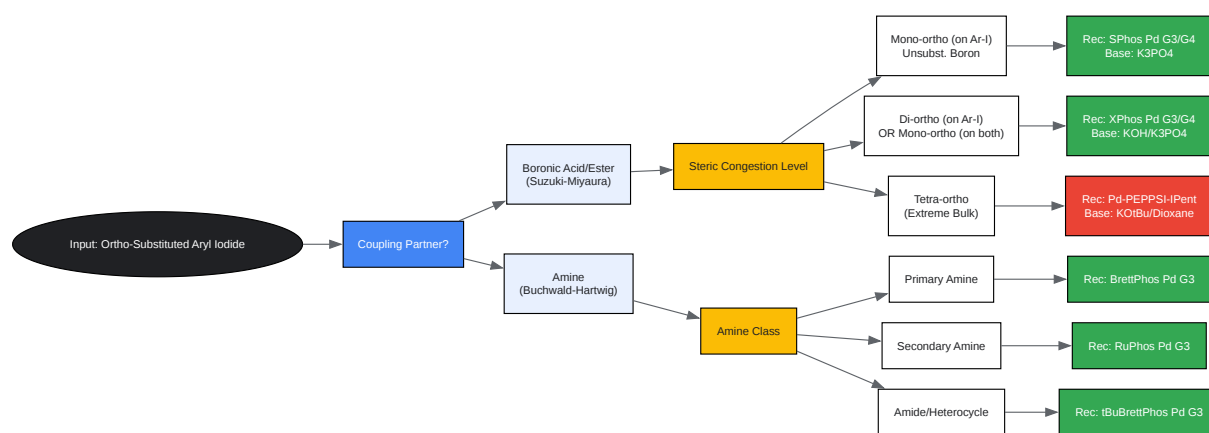 Input: Ortho-Substituted Aryl Iodide
Coupling Partner?
Boronic Acid/Ester
(Suzuki-Miyaura)
Amine
(Buchwald-Hartwig)
Steric Congestion Level
Amine Class
Mono-ortho (on Ar-I)
Unsubst. Boron
Rec: SPhos Pd G3/G4
Base: K3PO4
Di-ortho (on Ar-I)
OR Mono-ortho (on both)
Rec: XPhos Pd G3/G4
Base: KOH/K3PO4
Tetra-ortho
(Extreme Bulk)
Rec: Pd-PEPPSI-IPent
Base: KOtBu/Dioxane
Primary Amine
Rec: BrettPhos Pd G3
Secondary Amine
Rec: RuPhos Pd G3
Amide/Heterocycle
Rec: tBuBrettPhos Pd G3